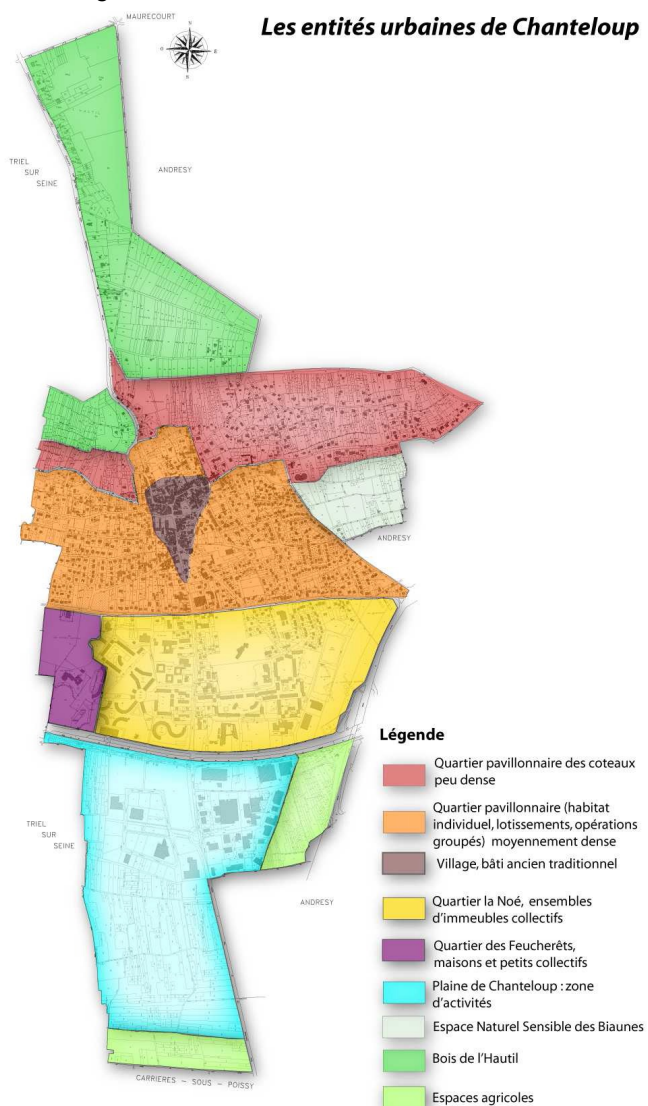 Les entités urbaines de Chanteloup
MAURECOURT
N
O
E
S
TRIEL
SUR
SEINE
ANDRESY
ANDRESY
Légende
Quartier pavillonnaire des coteaux
peu dense
Quartier pavillonnaire (habitat
individuel, lotissements, opérations
groupés) moyennement dense
Village, bâti ancien traditionnel
TRIEL
SUR
SEINE
ANDRESY
Quartier la Noé, ensembles
d'immeubles collectifs
Quartier des Feucherêts,
maisons et petits collectifs
Plaine de Chanteloup : zone
d'activités
Espace Naturel Sensible des Biaunes
Bois de l'Hautil
Espaces agricoles
CARRIERES - SOUS - POISSY